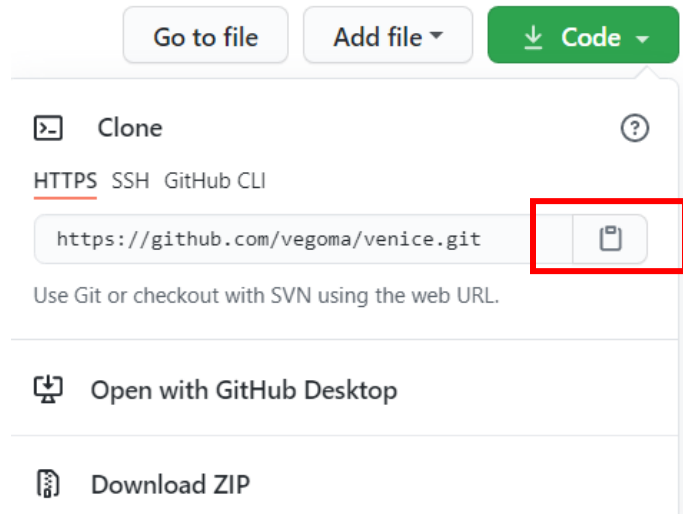 Go to file Add file Code
Clone
HTTPS SSH GitHub CLI
https://github.com/vegoma/venice.git
Use Git or checkout with SVN using the web URL.
Open with GitHub Desktop
Download ZIP